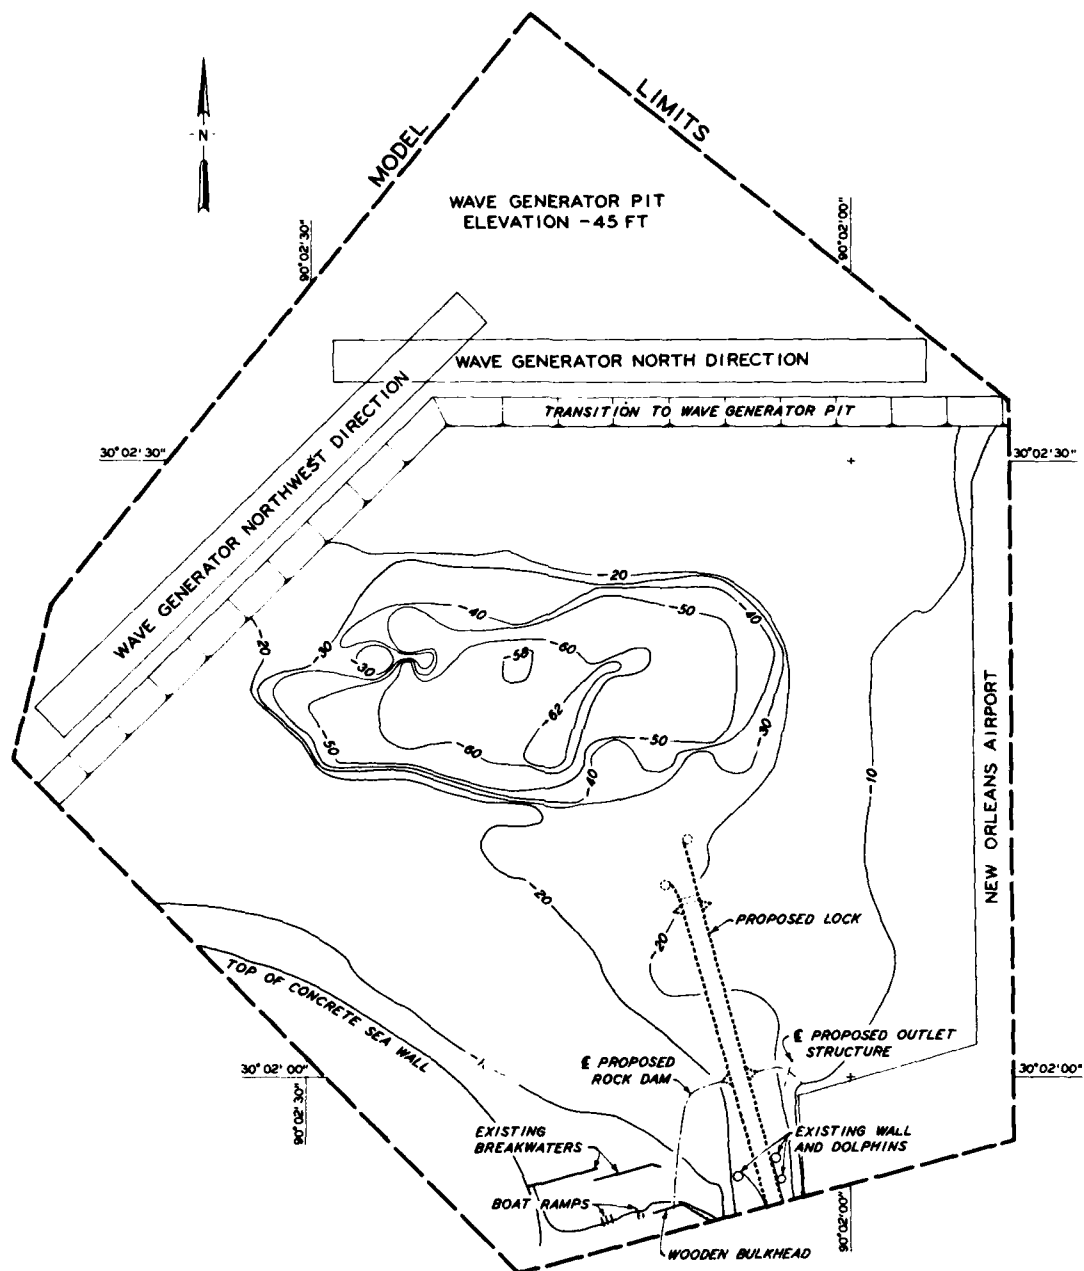 MODEL
LIMITS
N
WAVE GENERATOR PIT
ELEVATION -45 FT
90°02'30"
90°02'00"
WAVE GENERATOR NORTH DIRECTION
WAVE GENERATOR NORTHWEST DIRECTION
TRANSITION TO WAVE GENERATOR PIT
30°02'30"
30°02'30"
-20
-40
-50
-40
-20
-30
-30
-58
-60
-62
-50
-60
-50
-30
-40
-10
NEW ORLEANS AIRPORT
-20
-20
PROPOSED LOCK
TOP OF CONCRETE SEA WALL
℄ PROPOSED OUTLET
STRUCTURE
℄ PROPOSED
ROCK DAM
30°02'00"
30°02'00"
90°02'30"
EXISTING
BREAKWATERS
EXISTING WALL
AND DOLPHINS
BOAT RAMPS
90°02'00"
WOODEN BULKHEAD